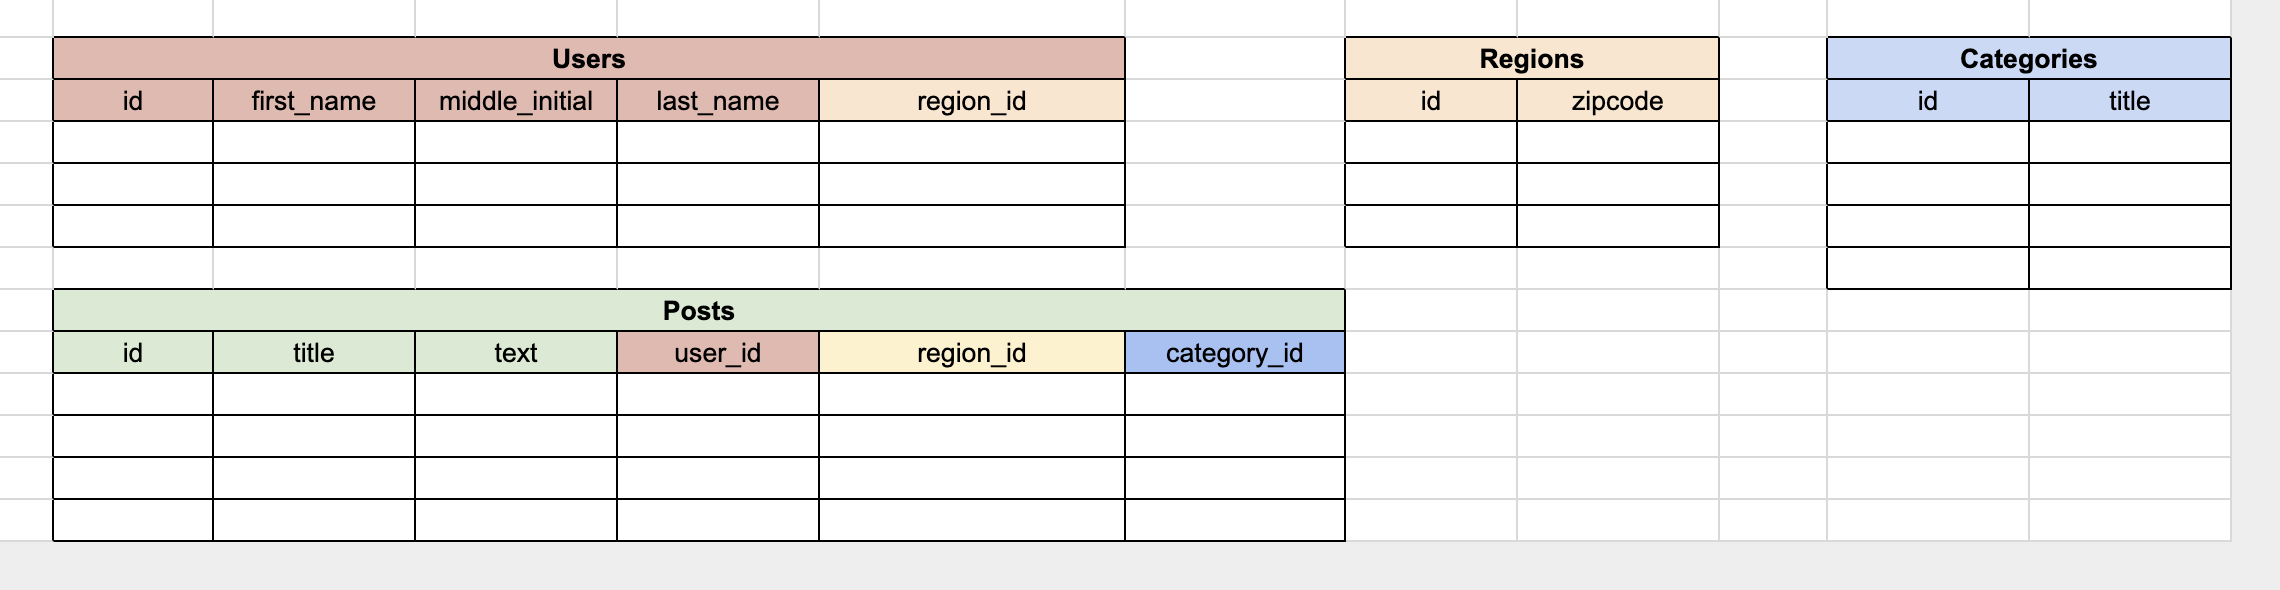 Users
id first_name middle_initial last_name region_id
Regions
id zipcode
Categories
id title
Posts
id title text user_id region_id category_id